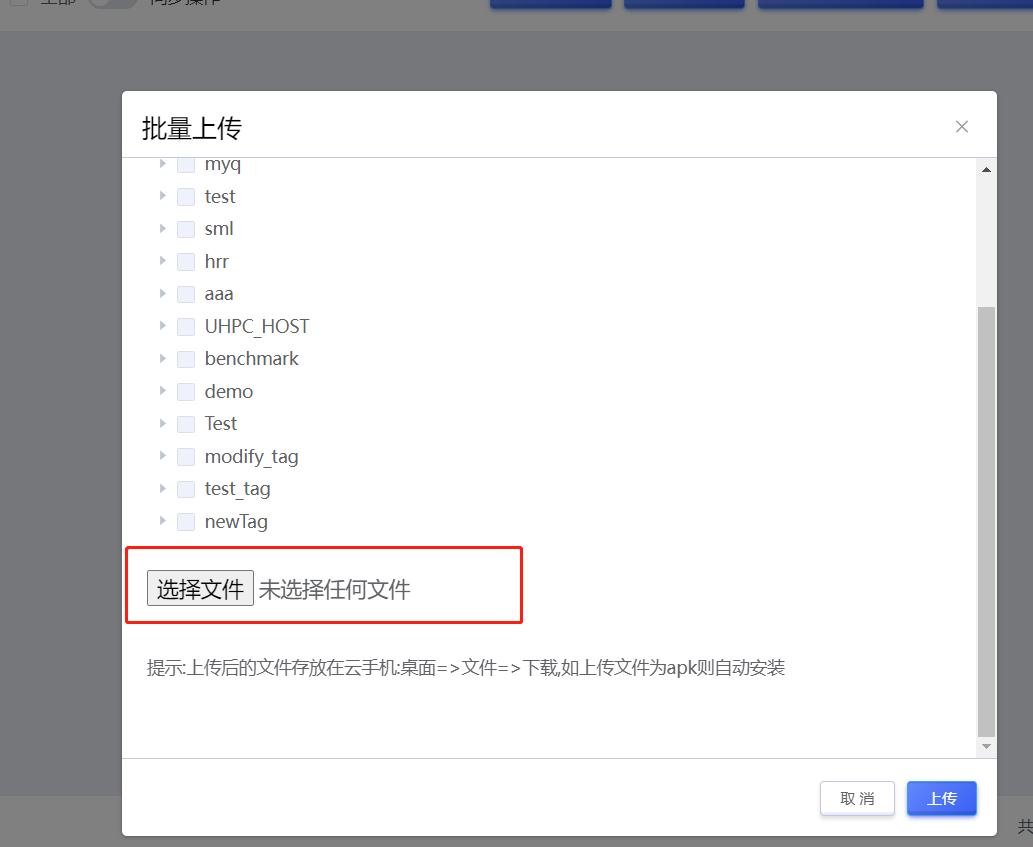 批量上传
myq
test
sml
hrr
aaa
UHPC_HOST
benchmark
demo
Test
modify_tag
test_tag
newTag
选择文件 未选择任何文件
提示:上传后的文件存放在云手机:桌面=>文件=>下载,如上传文件为apk则自动安装
取 消 上传
共